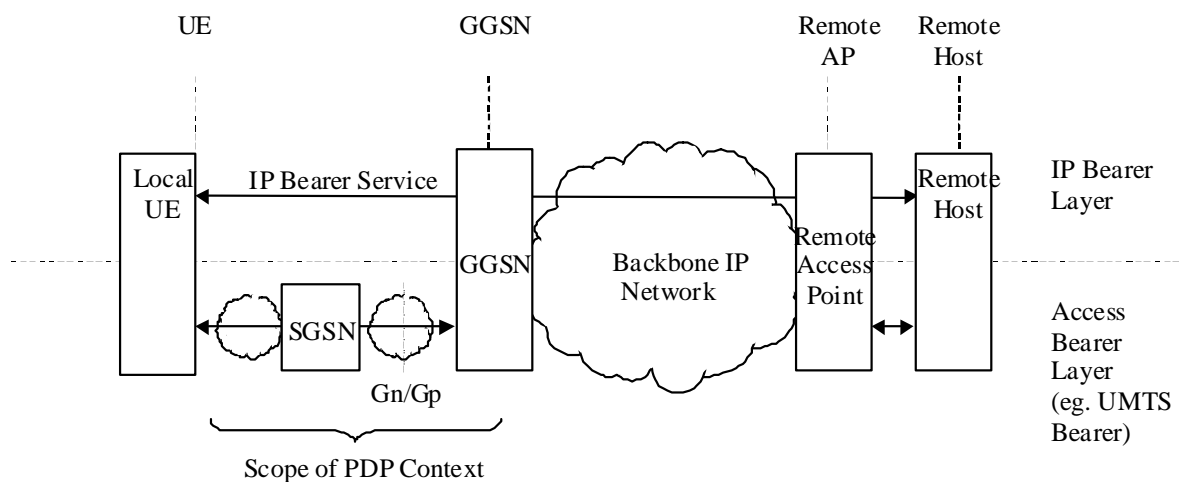 UE
GGSN
Remote
AP
Remote
Host
Local
UE
IP Bearer Service
Remote
Host
IP Bearer
Layer
GGSN
Backbone IP
Network
Remote
Access
Point
SGSN
Gn/Gp
Access
Bearer
Layer
(eg. UMTS
Bearer)
Scope of PDP Context